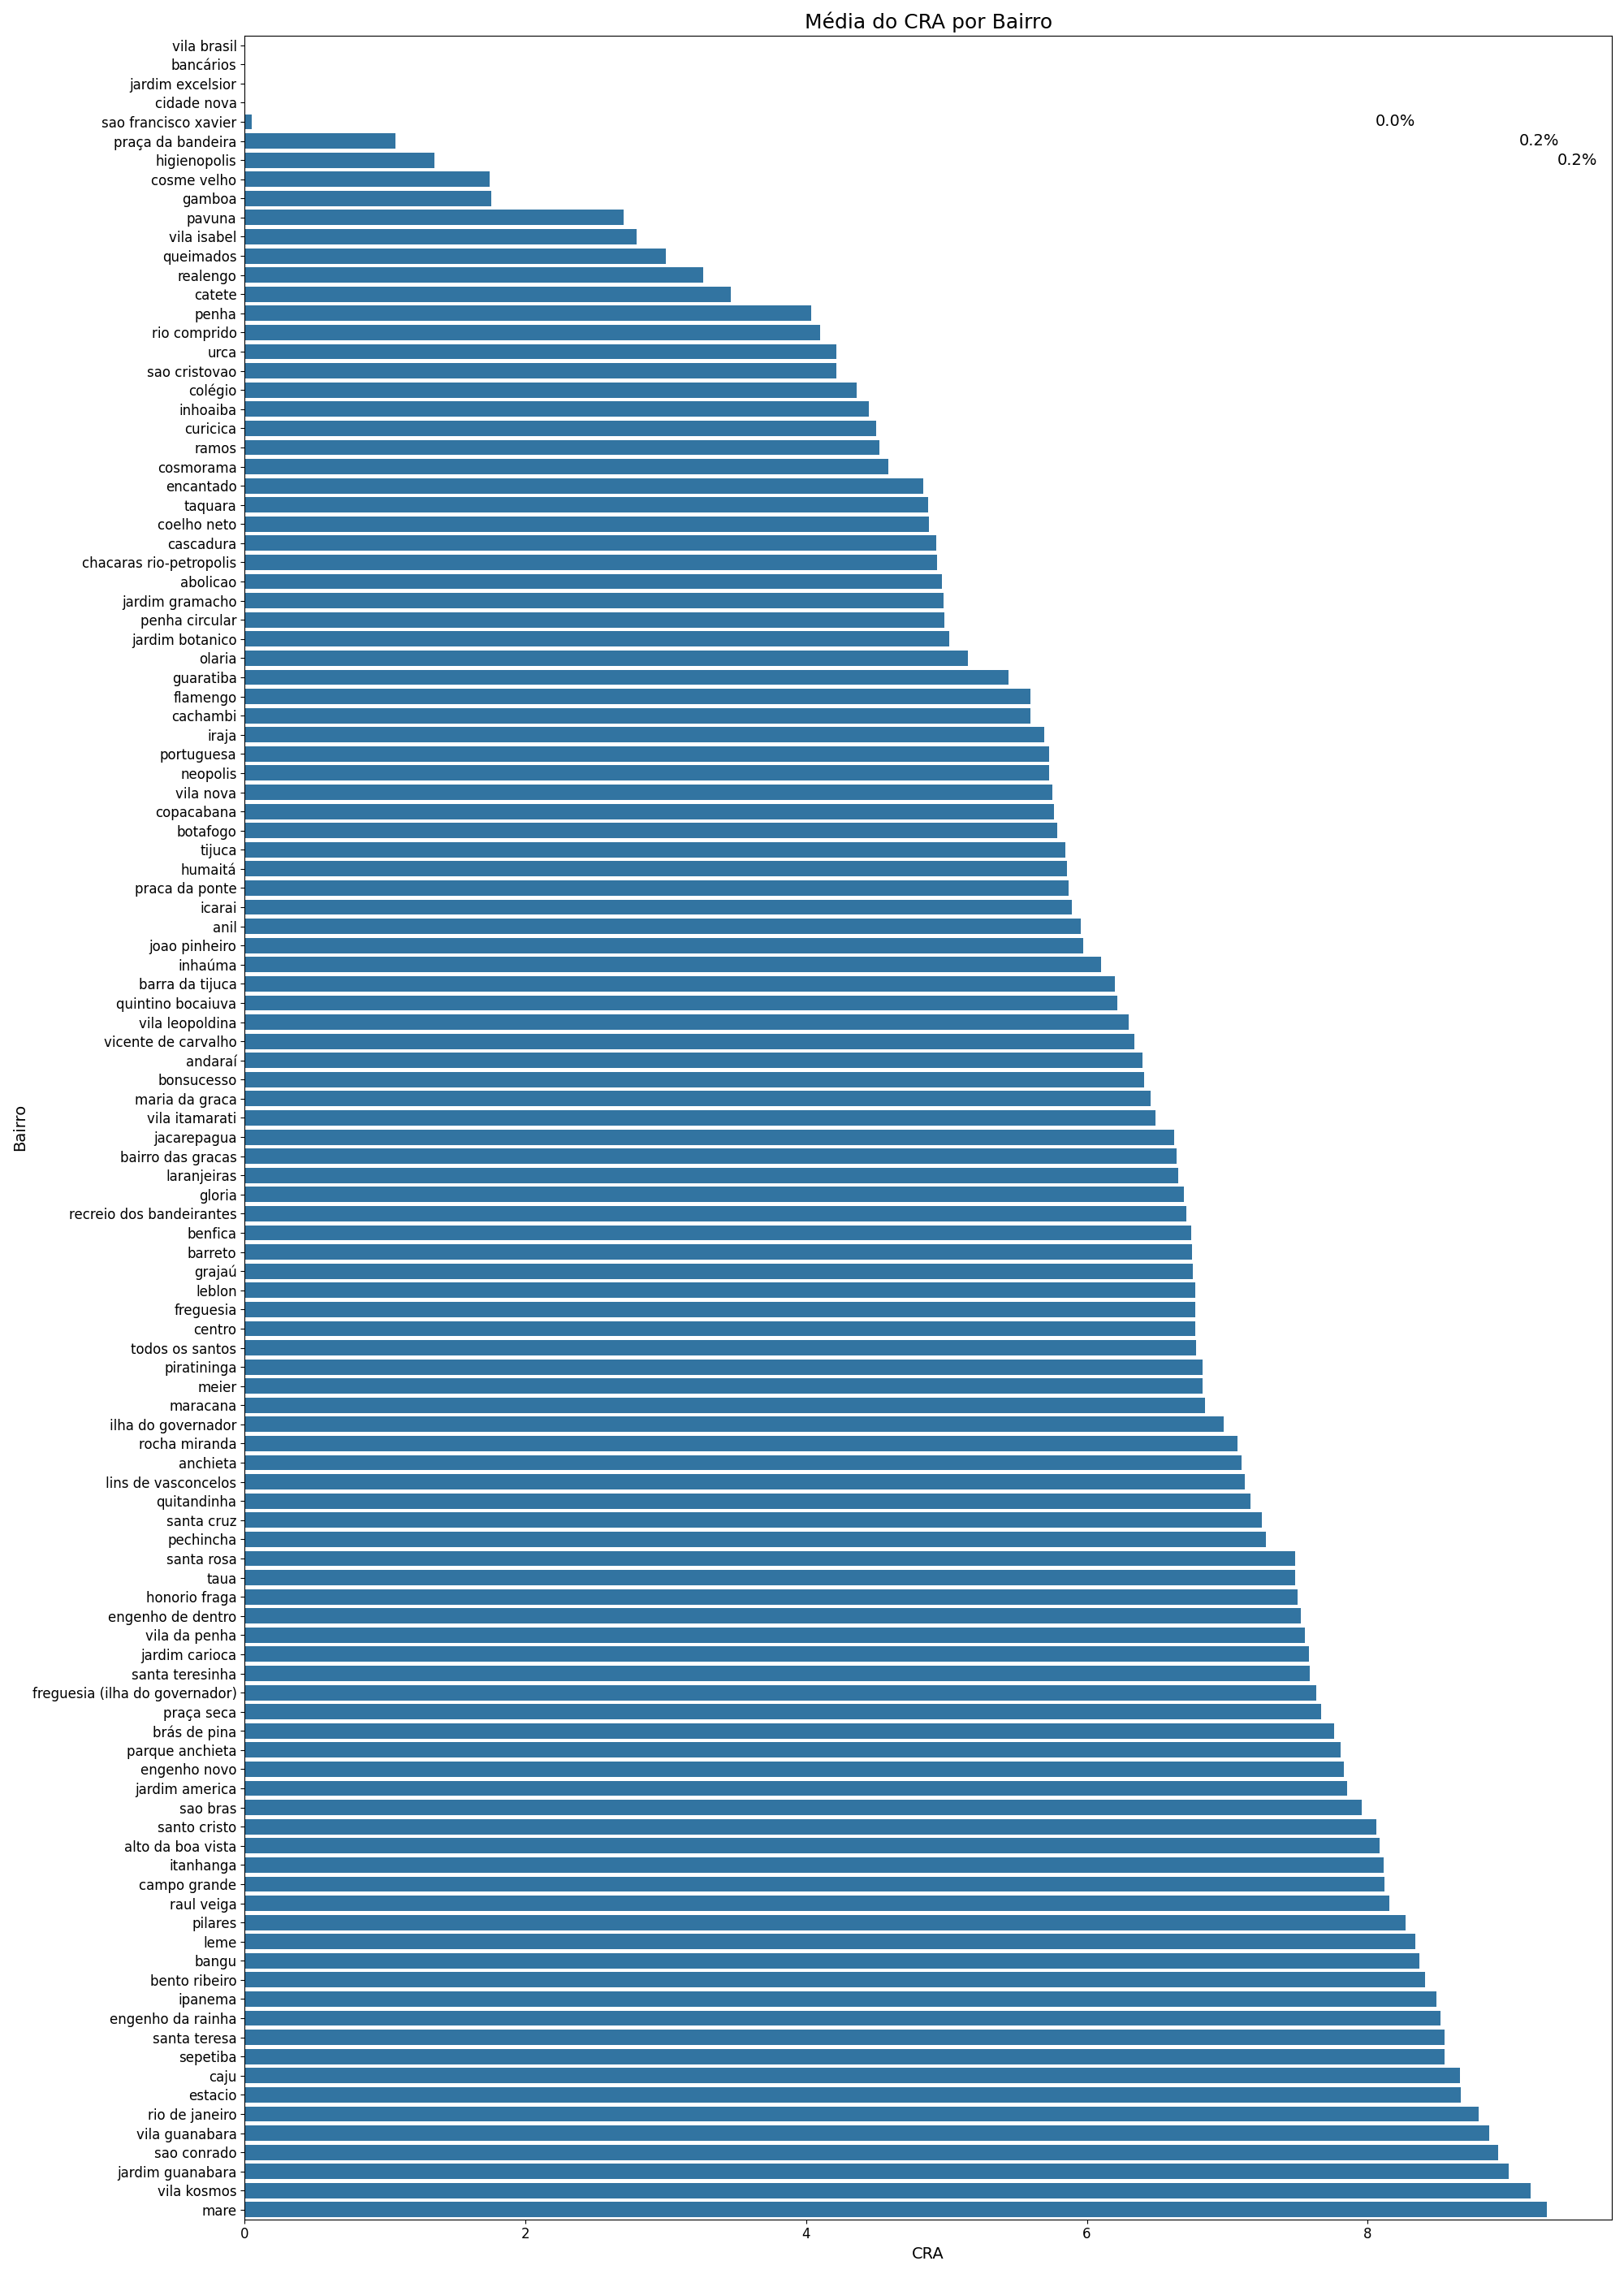 Média do CRA por Bairro
vila brasil
bancários
jardim excelsior
cidade nova
sao francisco xavier 0.0%
praça da bandeira 0.2%
higienopolis 0.2%
cosme velho
gamboa
pavuna
vila isabel
queimados
realengo
catete
penha
rio comprido
urca
sao cristovao
colégio
inhoaiba
curicica
ramos
cosmorama
encantado
taquara
coelho neto
cascadura
chacaras rio-petropolis
abolicao
jardim gramacho
penha circular
jardim botanico
olaria
guaratiba
flamengo
cachambi
iraja
portuguesa
neopolis
vila nova
copacabana
botafogo
tijuca
humaitá
praca da ponte
icarai
anil
joao pinheiro
inhaúma
barra da tijuca
quintino bocaiuva
vila leopoldina
vicente de carvalho
andaraí
bonsucesso
maria da graca
vila itamarati
jacarepagua
bairro das gracas
laranjeiras
gloria
recreio dos bandeirantes
benfica
barreto
grajaú
leblon
freguesia
centro
todos os santos
piratininga
meier
maracana
ilha do governador
rocha miranda
anchieta
lins de vasconcelos
quitandinha
santa cruz
pechincha
santa rosa
taua
honorio fraga
engenho de dentro
vila da penha
jardim carioca
santa teresinha
freguesia (ilha do governador)
praça seca
brás de pina
parque anchieta
engenho novo
jardim america
sao bras
santo cristo
alto da boa vista
itanhanga
campo grande
raul veiga
pilares
leme
bangu
bento ribeiro
ipanema
engenho da rainha
santa teresa
sepetiba
caju
estacio
rio de janeiro
vila guanabara
sao conrado
jardim guanabara
vila kosmos
mare
Bairro
0 2 4 6 8
CRA